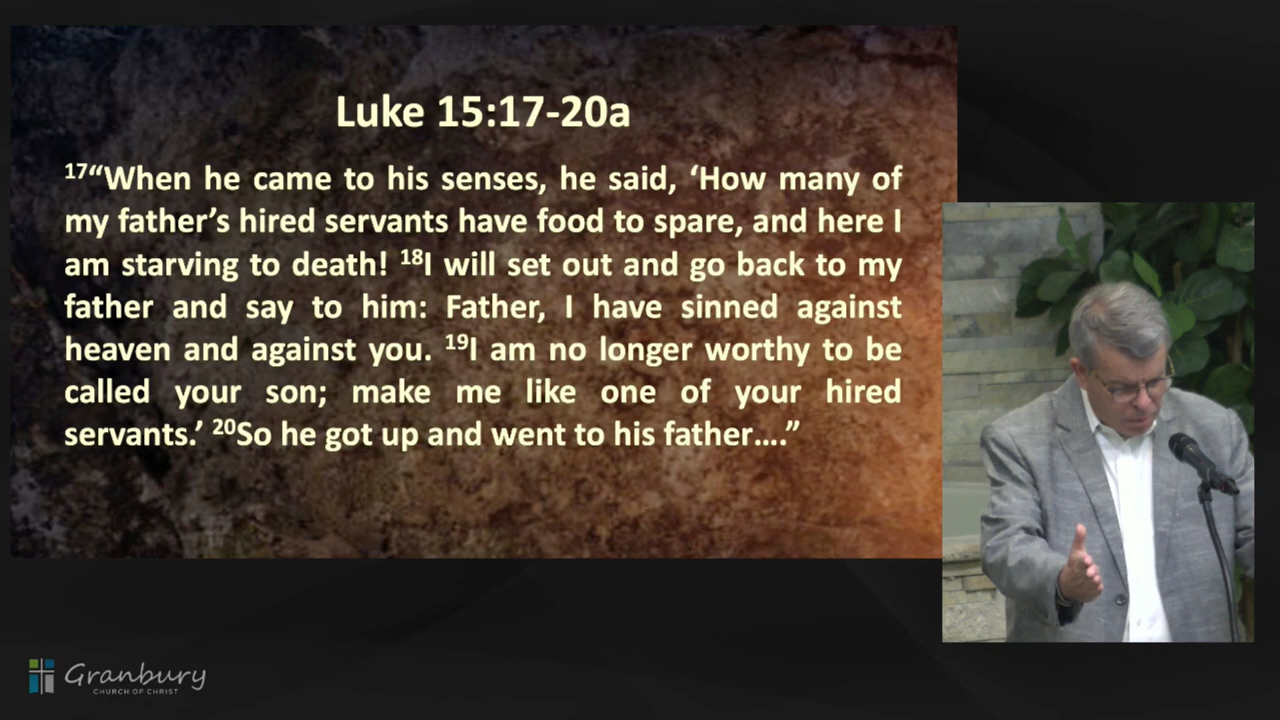 Luke 15:17-20a
17“When he came to his senses, he said, ‘How many of
my father’s hired servants have food to spare, and here I
am starving to death! 18I will set out and go back to my
father and say to him: Father, I have sinned against
heaven and against you. 19I am no longer worthy to be
called your son; make me like one of your hired
servants.’ 20So he got up and went to his father....”
Granbury
CHURCH OF CHRIST